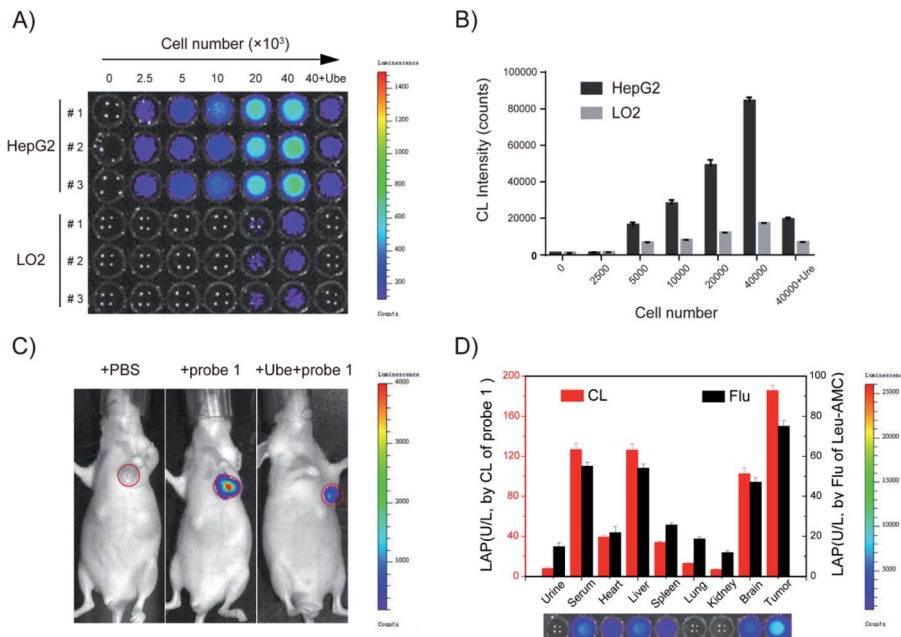 A)
Cell number (×10³)
0 2.5 5 10 20 40 40+Ube
HepG2
# 1
# 2
# 3
LO2
# 1
# 2
# 3
Luminescence
1400
1200
1000
800
600
400
200
Counts
B)
CL Intensity (counts)
100000
80000
60000
40000
20000
0
HepG2
LO2
0 2500 5000 10000 20000 40000 40000+Ure
Cell number
C)
+PBS +probe 1 +Ube+probe 1
Luminescence
4000
3000
2000
1000
Counts
D)
LAP(U/L, by CL of probe 1 )
200
160
120
80
40
0
CL
Flu
100
80
60
40
20
0
LAP(U/L, by Flu of Leu-AMC)
Urine Serum Heart Liver Spleen Lung Kidney Brain Tumor
Luminescence
25000
20000
15000
10000
5000
Counts